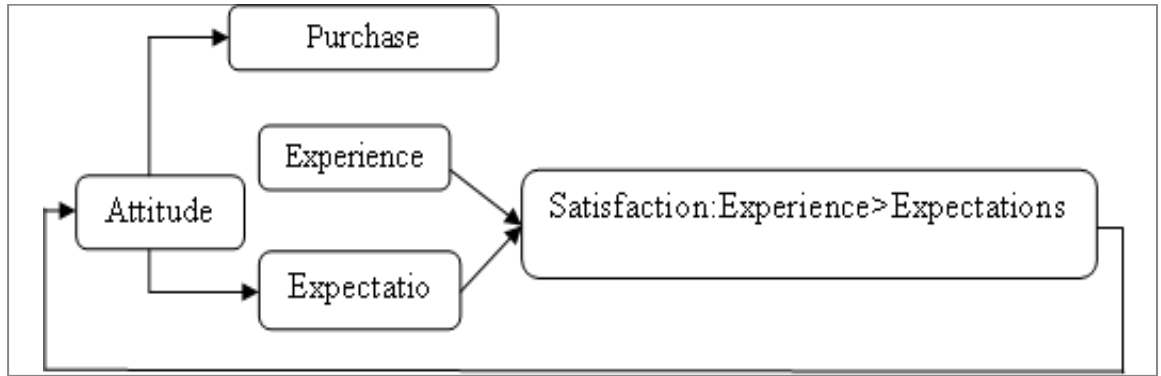 Purchase
Experience
Attitude
Satisfaction:Experience>Expectations
Expectatio